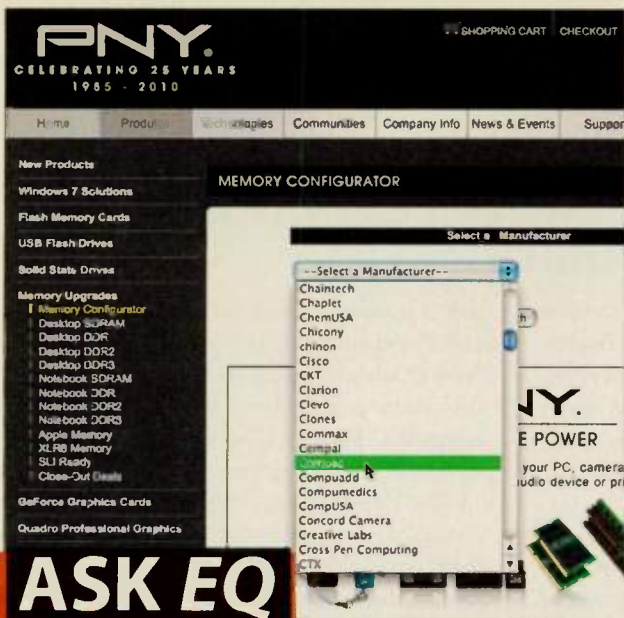 PNY.
CELEBRATING 25 YEARS
1985 - 2010
SHOPPING CART CHECKOUT
Home Products Technologies Communities Company Info News & Events Suppor
New Products
Windows 7 Solutions
Flash Memory Cards
USB Flash Drives
Solid State Drives
Memory Upgrades
Memory Configurator
Desktop SDRAM
Desktop DDR
Desktop DDR2
Desktop DDR3
Notebook SDRAM
Notebook DDR
Notebook DDR2
Notebook DDR3
Apple Memory
XLR8 Memory
SLI Ready
Close-Out Deals
GeForce Graphics Cards
Quadro Professional Graphics
MEMORY CONFIGURATOR
Select a Manufacturer
--Select a Manufacturer--
Chaintech
Chaplet
ChemUSA
Chicony
chinon
Cisco
CKT
Clarion
Clevo
Clones
Commax
Compal
Compaq
Compuadd
Compumedics
CompUSA
Concord Camera
Creative Labs
Cross Pen Computing
CTX
h
NY.
E POWER
your PC, camera
udio device or pri
ASK EQ